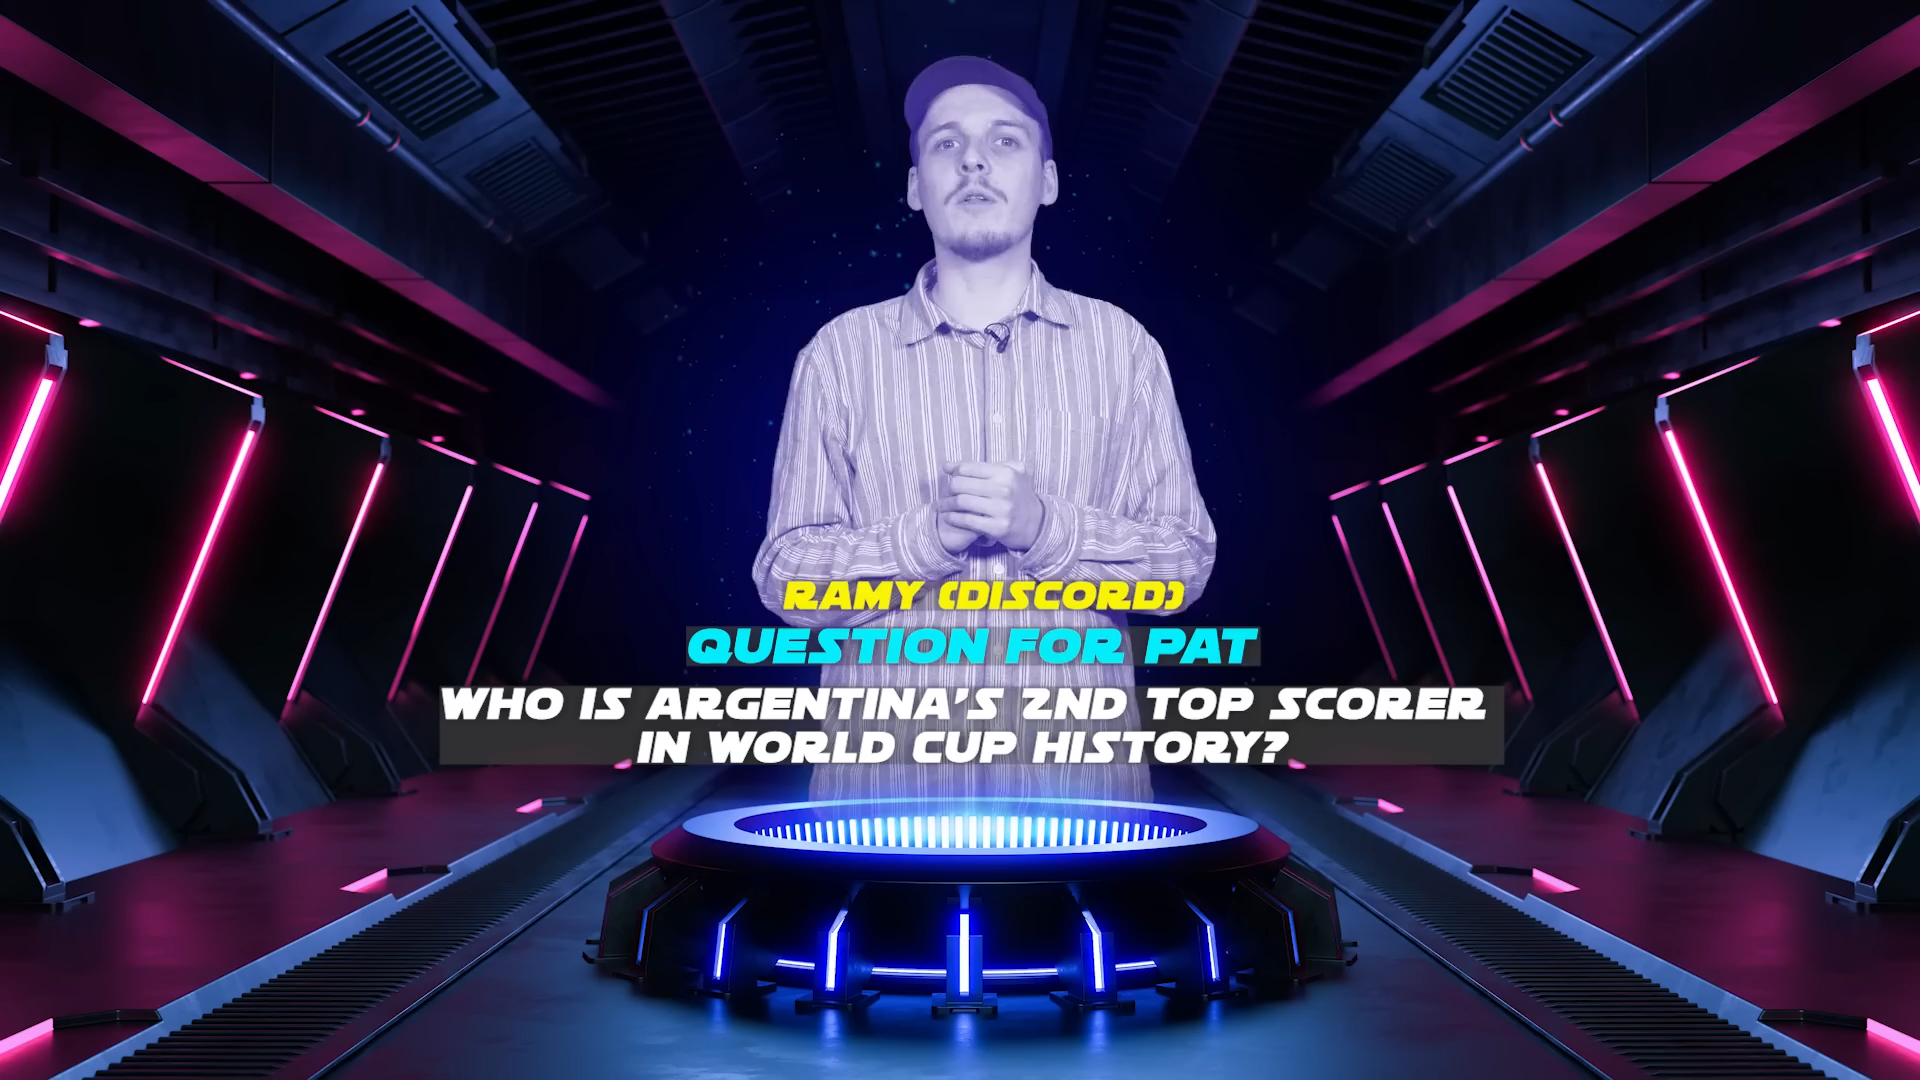 RAMY (DISCORD)
QUESTION FOR PAT
WHO IS ARGENTINA'S 2ND TOP SCORER
IN WORLD CUP HISTORY?